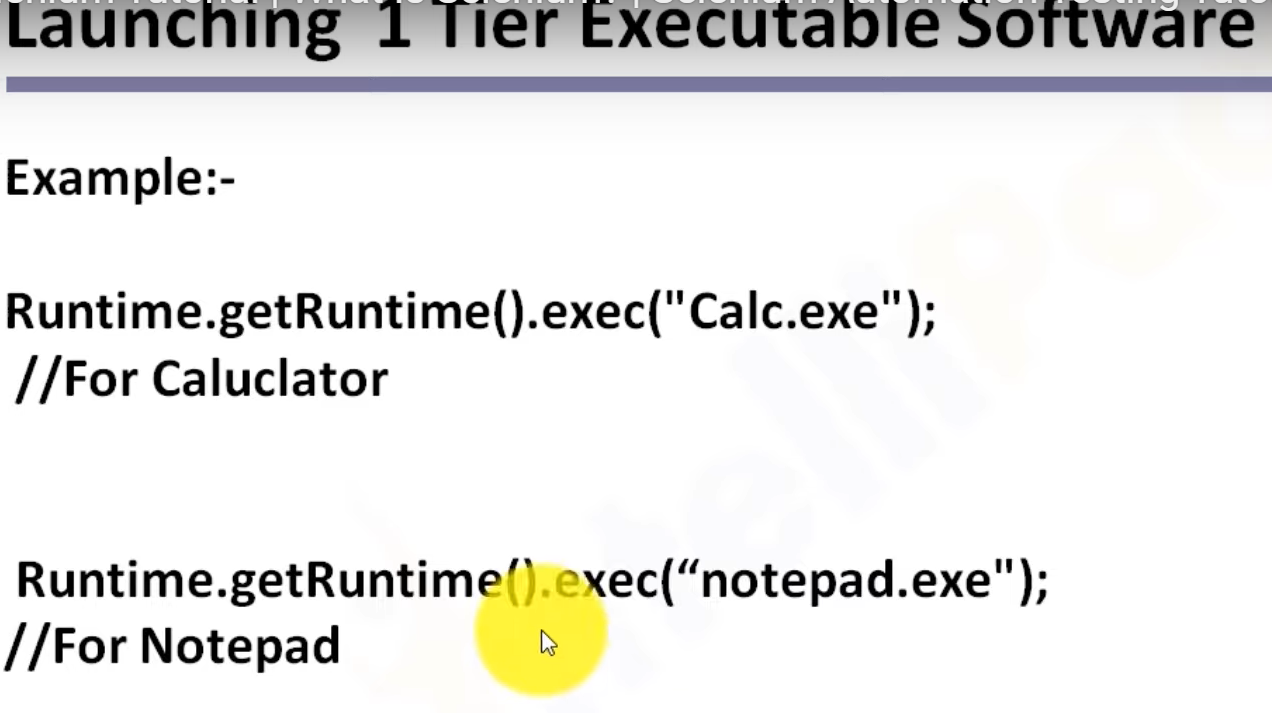 Launching 1 Tier Executable Software
Example:-
Runtime.getRuntime().exec("Calc.exe");
//For Caluclator
Runtime.getRuntime().exec(“notepad.exe");
//For Notepad